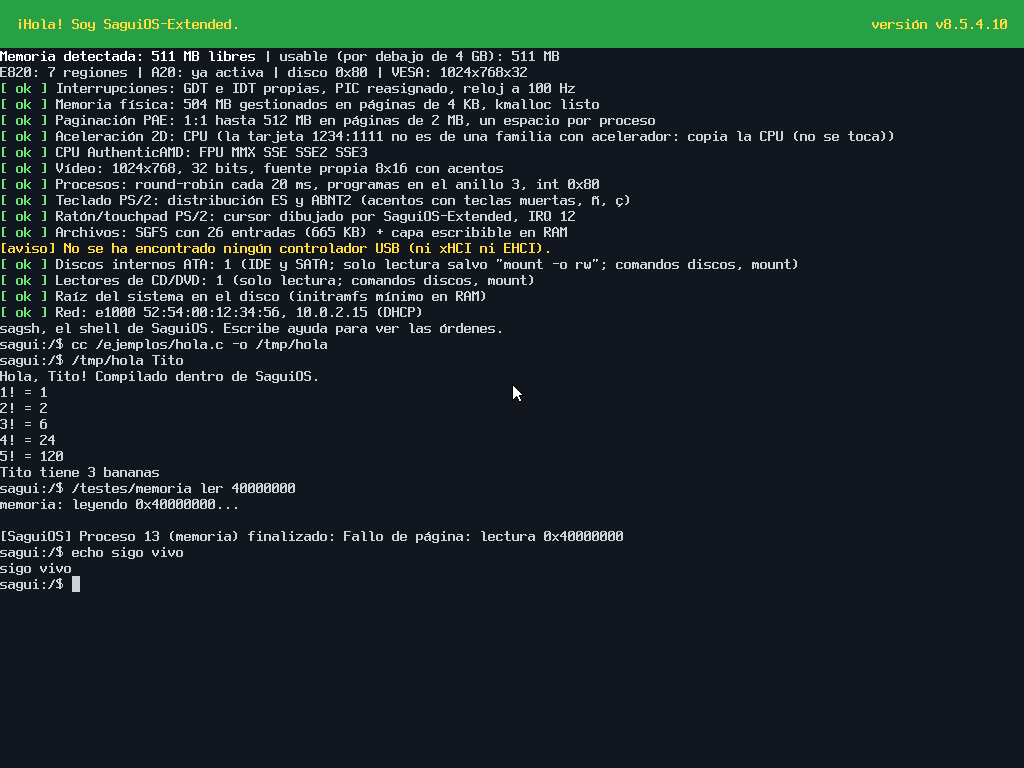 ¡Hola! Soy SaguiOS-Extended.
versión v8.5.4.10
Memoria detectada: 511 MB libres | usable (por debajo de 4 GB): 511 MB
E820: 7 regiones | A20: ya activa | disco 0x80 | VESA: 1024x768x32
[ ok ] Interrupciones: GDT e IDT propias, PIC reasignado, reloj a 100 Hz
[ ok ] Memoria física: 504 MB gestionados en páginas de 4 KB, kmalloc listo
[ ok ] Paginación PAE: 1:1 hasta 512 MB en páginas de 2 MB, un espacio por proceso
[ ok ] Aceleración 2D: CPU (la tarjeta 1234:1111 no es de una familia con acelerador: copia la CPU (no se toca))
[ ok ] CPU AuthenticAMD: FPU MMX SSE SSE2 SSE3
[ ok ] Vídeo: 1024x768, 32 bits, fuente propia 8x16 con acentos
[ ok ] Procesos: round-robin cada 20 ms, programas en el anillo 3, int 0x80
[ ok ] Teclado PS/2: distribución ES y ABNT2 (acentos con teclas muertas, ñ, ç)
[ ok ] Ratón/touchpad PS/2: cursor dibujado por SaguiOS-Extended, IRQ 12
[ ok ] Archivos: SGFS con 26 entradas (665 KB) + capa escribible en RAM
[aviso] No se ha encontrado ningún controlador USB (ni xHCI ni EHCI).
[ ok ] Discos internos ATA: 1 (IDE y SATA; solo lectura salvo "mount -o rw"; comandos discos, mount)
[ ok ] Lectores de CD/DVD: 1 (solo lectura; comandos discos, mount)
[ ok ] Raíz del sistema en el disco (initramfs mínimo en RAM)
[ ok ] Red: e1000 52:54:00:12:34:56, 10.0.2.15 (DHCP)
sagsh, el shell de SaguiOS. Escribe ayuda para ver las órdenes.
sagui:/$ cc /ejemplos/hola.c -o /tmp/hola
sagui:/$ /tmp/hola Tito
Hola, Tito! Compilado dentro de SaguiOS.
1! = 1
2! = 2
3! = 6
4! = 24
5! = 120
Tito tiene 3 bananas
sagui:/$ /testes/memoria ler 40000000
memoria: leyendo 0x40000000...
[SaguiOS] Proceso 13 (memoria) finalizado: Fallo de página: lectura 0x40000000
sagui:/$ echo sigo vivo
sigo vivo
sagui:/$